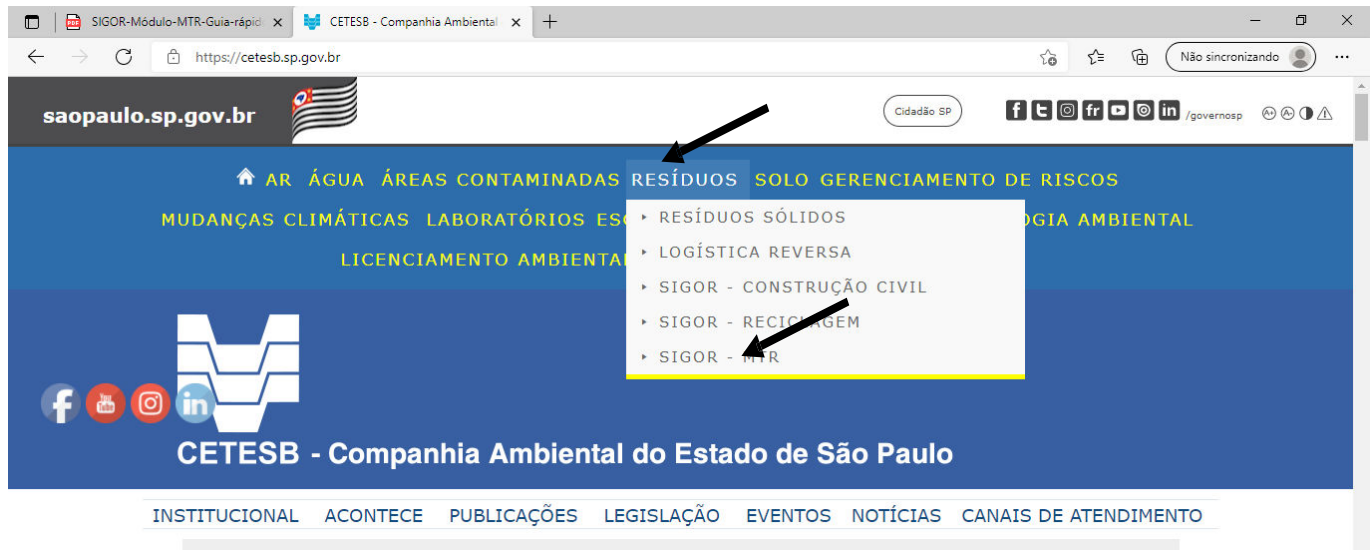 SIGOR-Módulo-MTR-Guia-rápid
CETESB - Companhia Ambiental
https://cetesb.sp.gov.br
Não sincronizando
saopaulo.sp.gov.br
Cidadão SP
/governosp
AR ÁGUA ÁREAS CONTAMINADAS RESÍDUOS SOLO GERENCIAMENTO DE RISCOS
MUDANÇAS CLIMÁTICAS LABORATÓRIOS ES OGIA AMBIENTAL
LICENCIAMENTO AMBIENTA
RESÍDUOS SÓLIDOS
LOGÍSTICA REVERSA
SIGOR - CONSTRUÇÃO CIVIL
SIGOR - RECICLAGEM
SIGOR - MTR
CETESB - Companhia Ambiental do Estado de São Paulo
INSTITUCIONAL ACONTECE PUBLICAÇÕES LEGISLAÇÃO EVENTOS NOTÍCIAS CANAIS DE ATENDIMENTO